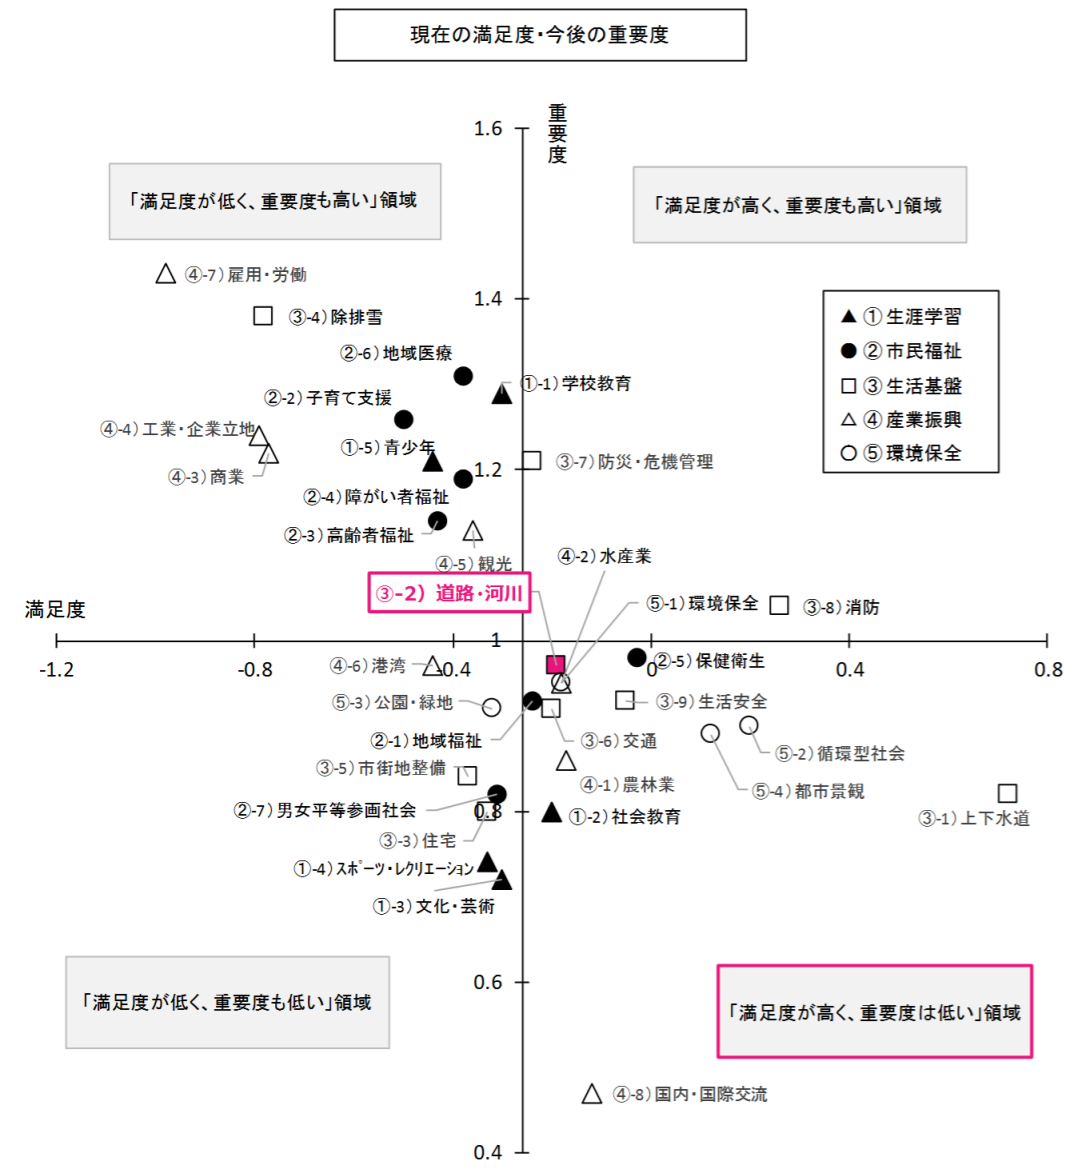 現在の満足度・今後の重要度
重要度
1.6
「満足度が低く、重要度も高い」領域
「満足度が高く、重要度も高い」領域
④-7）雇用・労働
1.4
③-4）除排雪
▲ ① 生涯学習
● ② 市民福祉
□ ③ 生活基盤
△ ④ 産業振興
○ ⑤ 環境保全
②-6）地域医療
①-1）学校教育
②-2）子育て支援
④-4）工業・企業立地
①-5）青少年
③-7）防災・危機管理
④-3）商業
1.2
②-4）障がい者福祉
②-3）高齢者福祉
④-5）観光
④-2）水産業
③-2） 道路・河川
⑤-1）環境保全
③-8）消防
満足度
1
-1.2
-0.8
-0.4
0
0.4
0.8
④-6）港湾
②-5）保健衛生
⑤-3）公園・緑地
③-9）生活安全
②-1）地域福祉
③-6）交通
⑤-2）循環型社会
③-5）市街地整備
④-1）農林業
⑤-4）都市景観
②-7）男女平等参画社会
0.8
①-2）社会教育
③-1）上下水道
③-3）住宅
①-4）スポーツ・レクリエーション
①-3）文化・芸術
0.6
「満足度が低く、重要度も低い」領域
「満足度が高く、重要度は低い」領域
④-8）国内・国際交流
0.4